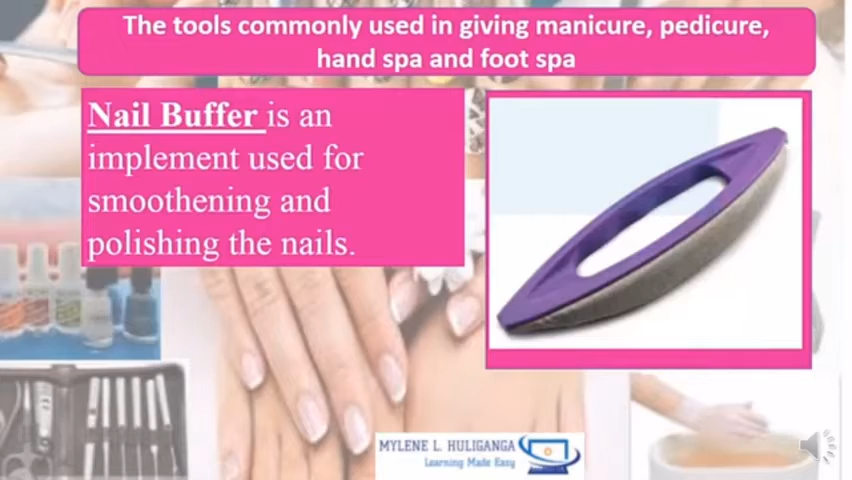 The tools commonly used in giving manicure, pedicure,
hand spa and foot spa
Nail Buffer is an
implement used for
smoothening and
polishing the nails.
MYLENE L. HULIGANGA
Learning Made Easy